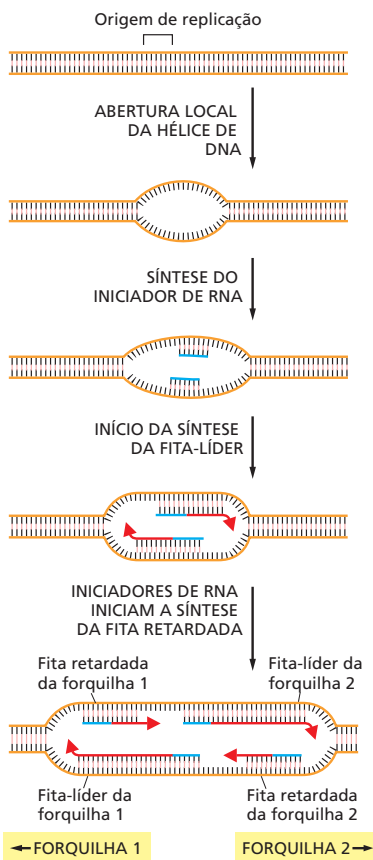 Origem de replicação
ABERTURA LOCAL
DA HÉLICE DE
DNA
SÍNTESE DO
INICIADOR DE RNA
INÍCIO DA SÍNTESE
DA FITA-LÍDER
INICIADORES DE RNA
INICIAM A SÍNTESE
DA FITA RETARDADA
Fita retardada
da forquilha 1
Fita-líder da
forquilha 2
Fita-líder da
forquilha 1
Fita retardada
da forquilha 2
FORQUILHA 1
FORQUILHA 2